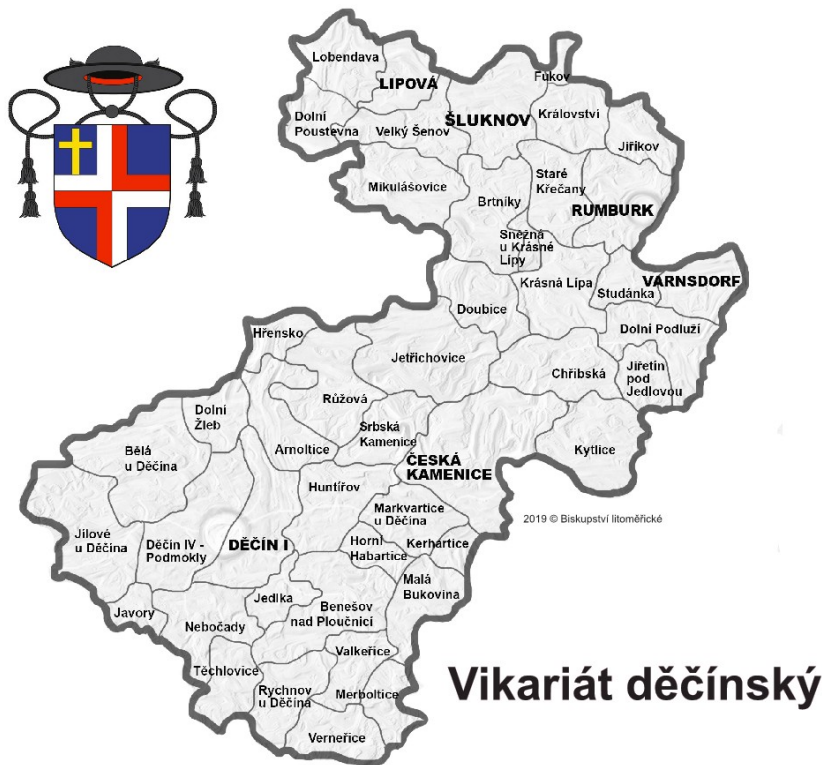 Lobendava
LIPOVÁ
Fukov
Dolní
Poustevna
Velký Šenov
ŠLUKNOV
Království
Jiříkov
Mikulášovice
Brtníky
Staré
Křečany
RUMBURK
Sněžná
u Krásné
Lípy
Krásná Lípa
Studánka
VARNSDORF
Doubice
Dolní Podluží
Hřensko
Jetřichovice
Chřibská
Jiřetín
pod
Jedlovou
Růžová
Dolní
Žleb
Srbská
Kamenice
Bělá
u Děčína
Arnoltice
Kytlice
ČESKÁ
KAMENICE
Huntířov
Markvartice
u Děčína
2019 © Biskupství litoměřické
Jílové
u Děčína
Děčín IV -
Podmokly
DĚČÍN I
Horní
Habartice
Kerhartice
Malá
Bukovina
Javory
Jedlka
Nebočady
Benešov
nad Ploučnicí
Valkeřice
Těchlovice
Rychnov
u Děčína
Merboltice
Verneřice
Vikariát děčínský